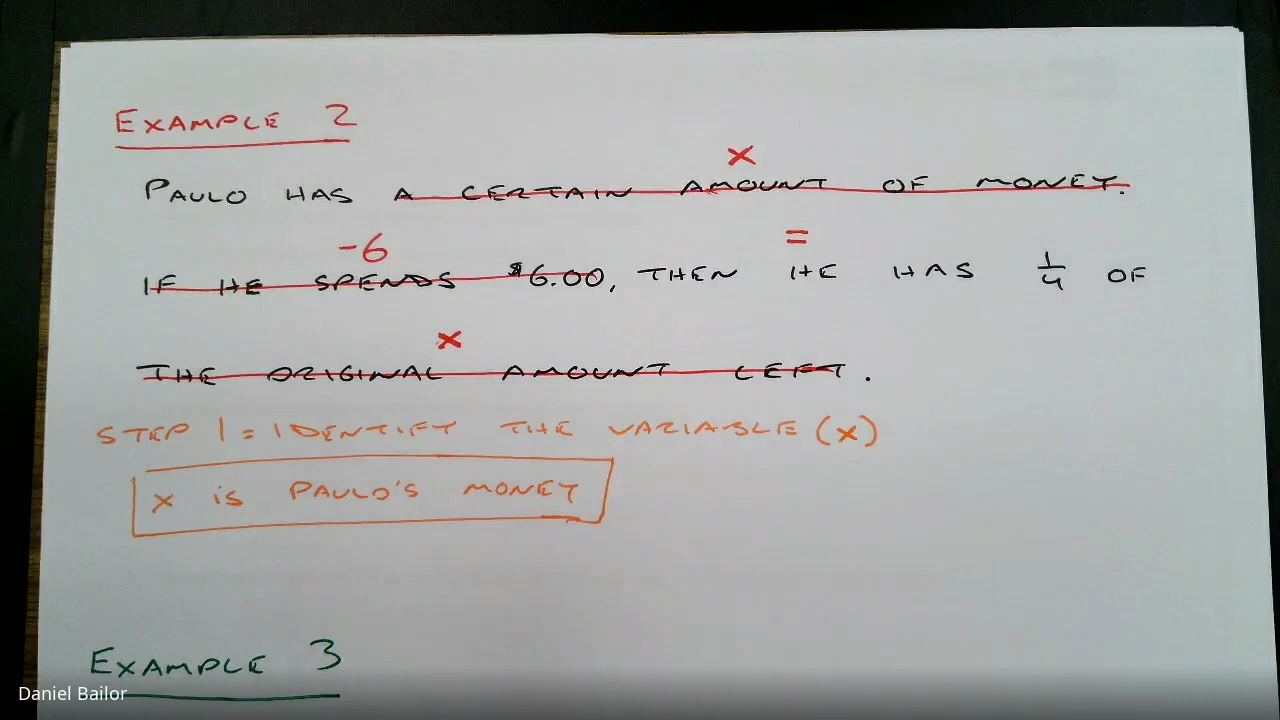 EXAMPLE 2
x
PAULO HAS A CERTAIN AMOUNT OF MONEY.
-6 =
IF HE SPENDS $6.00, THEN HE HAS 1/4 OF
x
THE ORIGINAL AMOUNT LEFT.
STEP 1 = IDENTIFY THE VARIABLE (x)
x IS PAULO'S MONEY
EXAMPLE 3
Daniel Bailor